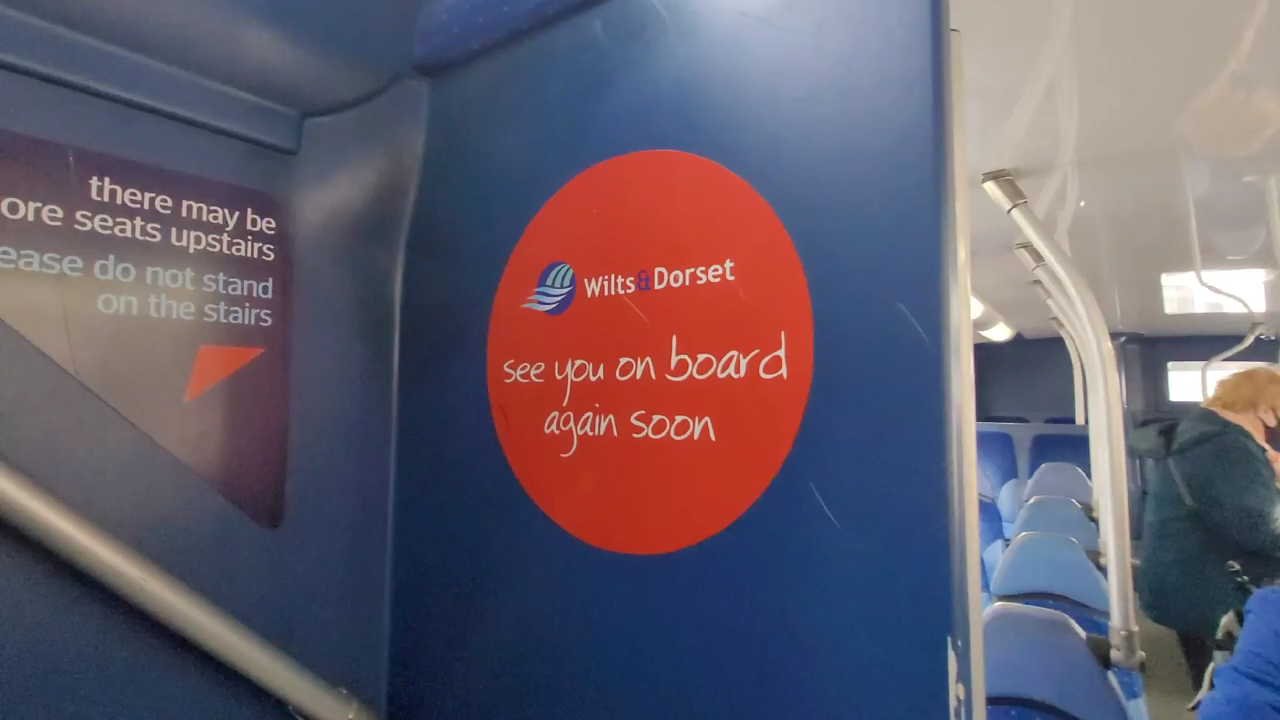 there may be
ore seats upstairs
ease do not stand
on the stairs
Wilts&Dorset
see you on board
again soon